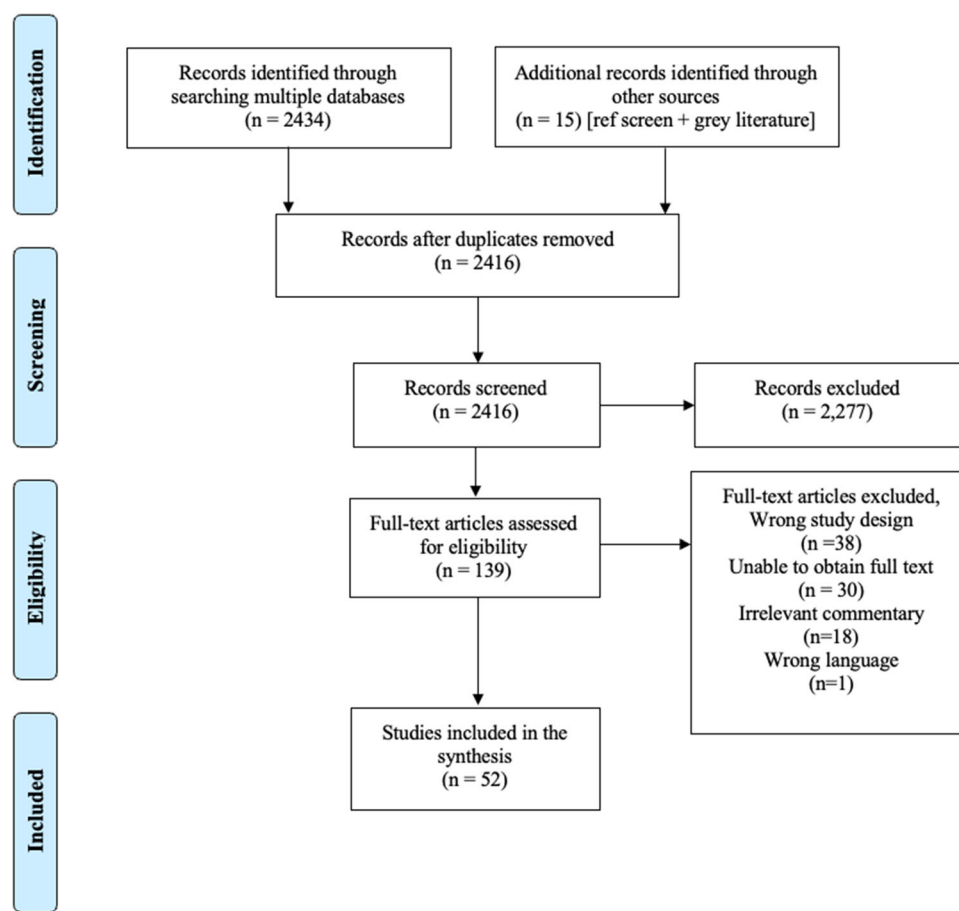 Identification
Records identified through
searching multiple databases
(n = 2434)
Additional records identified through
other sources
(n = 15) [ref screen + grey literature]
Records after duplicates removed
(n = 2416)
Screening
Records screened
(n = 2416)
Records excluded
(n = 2,277)
Eligibility
Full-text articles assessed
for eligibility
(n = 139)
Full-text articles excluded,
Wrong study design
(n =38)
Unable to obtain full text
(n = 30)
Irrelevant commentary
(n=18)
Wrong language
(n=1)
Included
Studies included in the
synthesis
(n = 52)